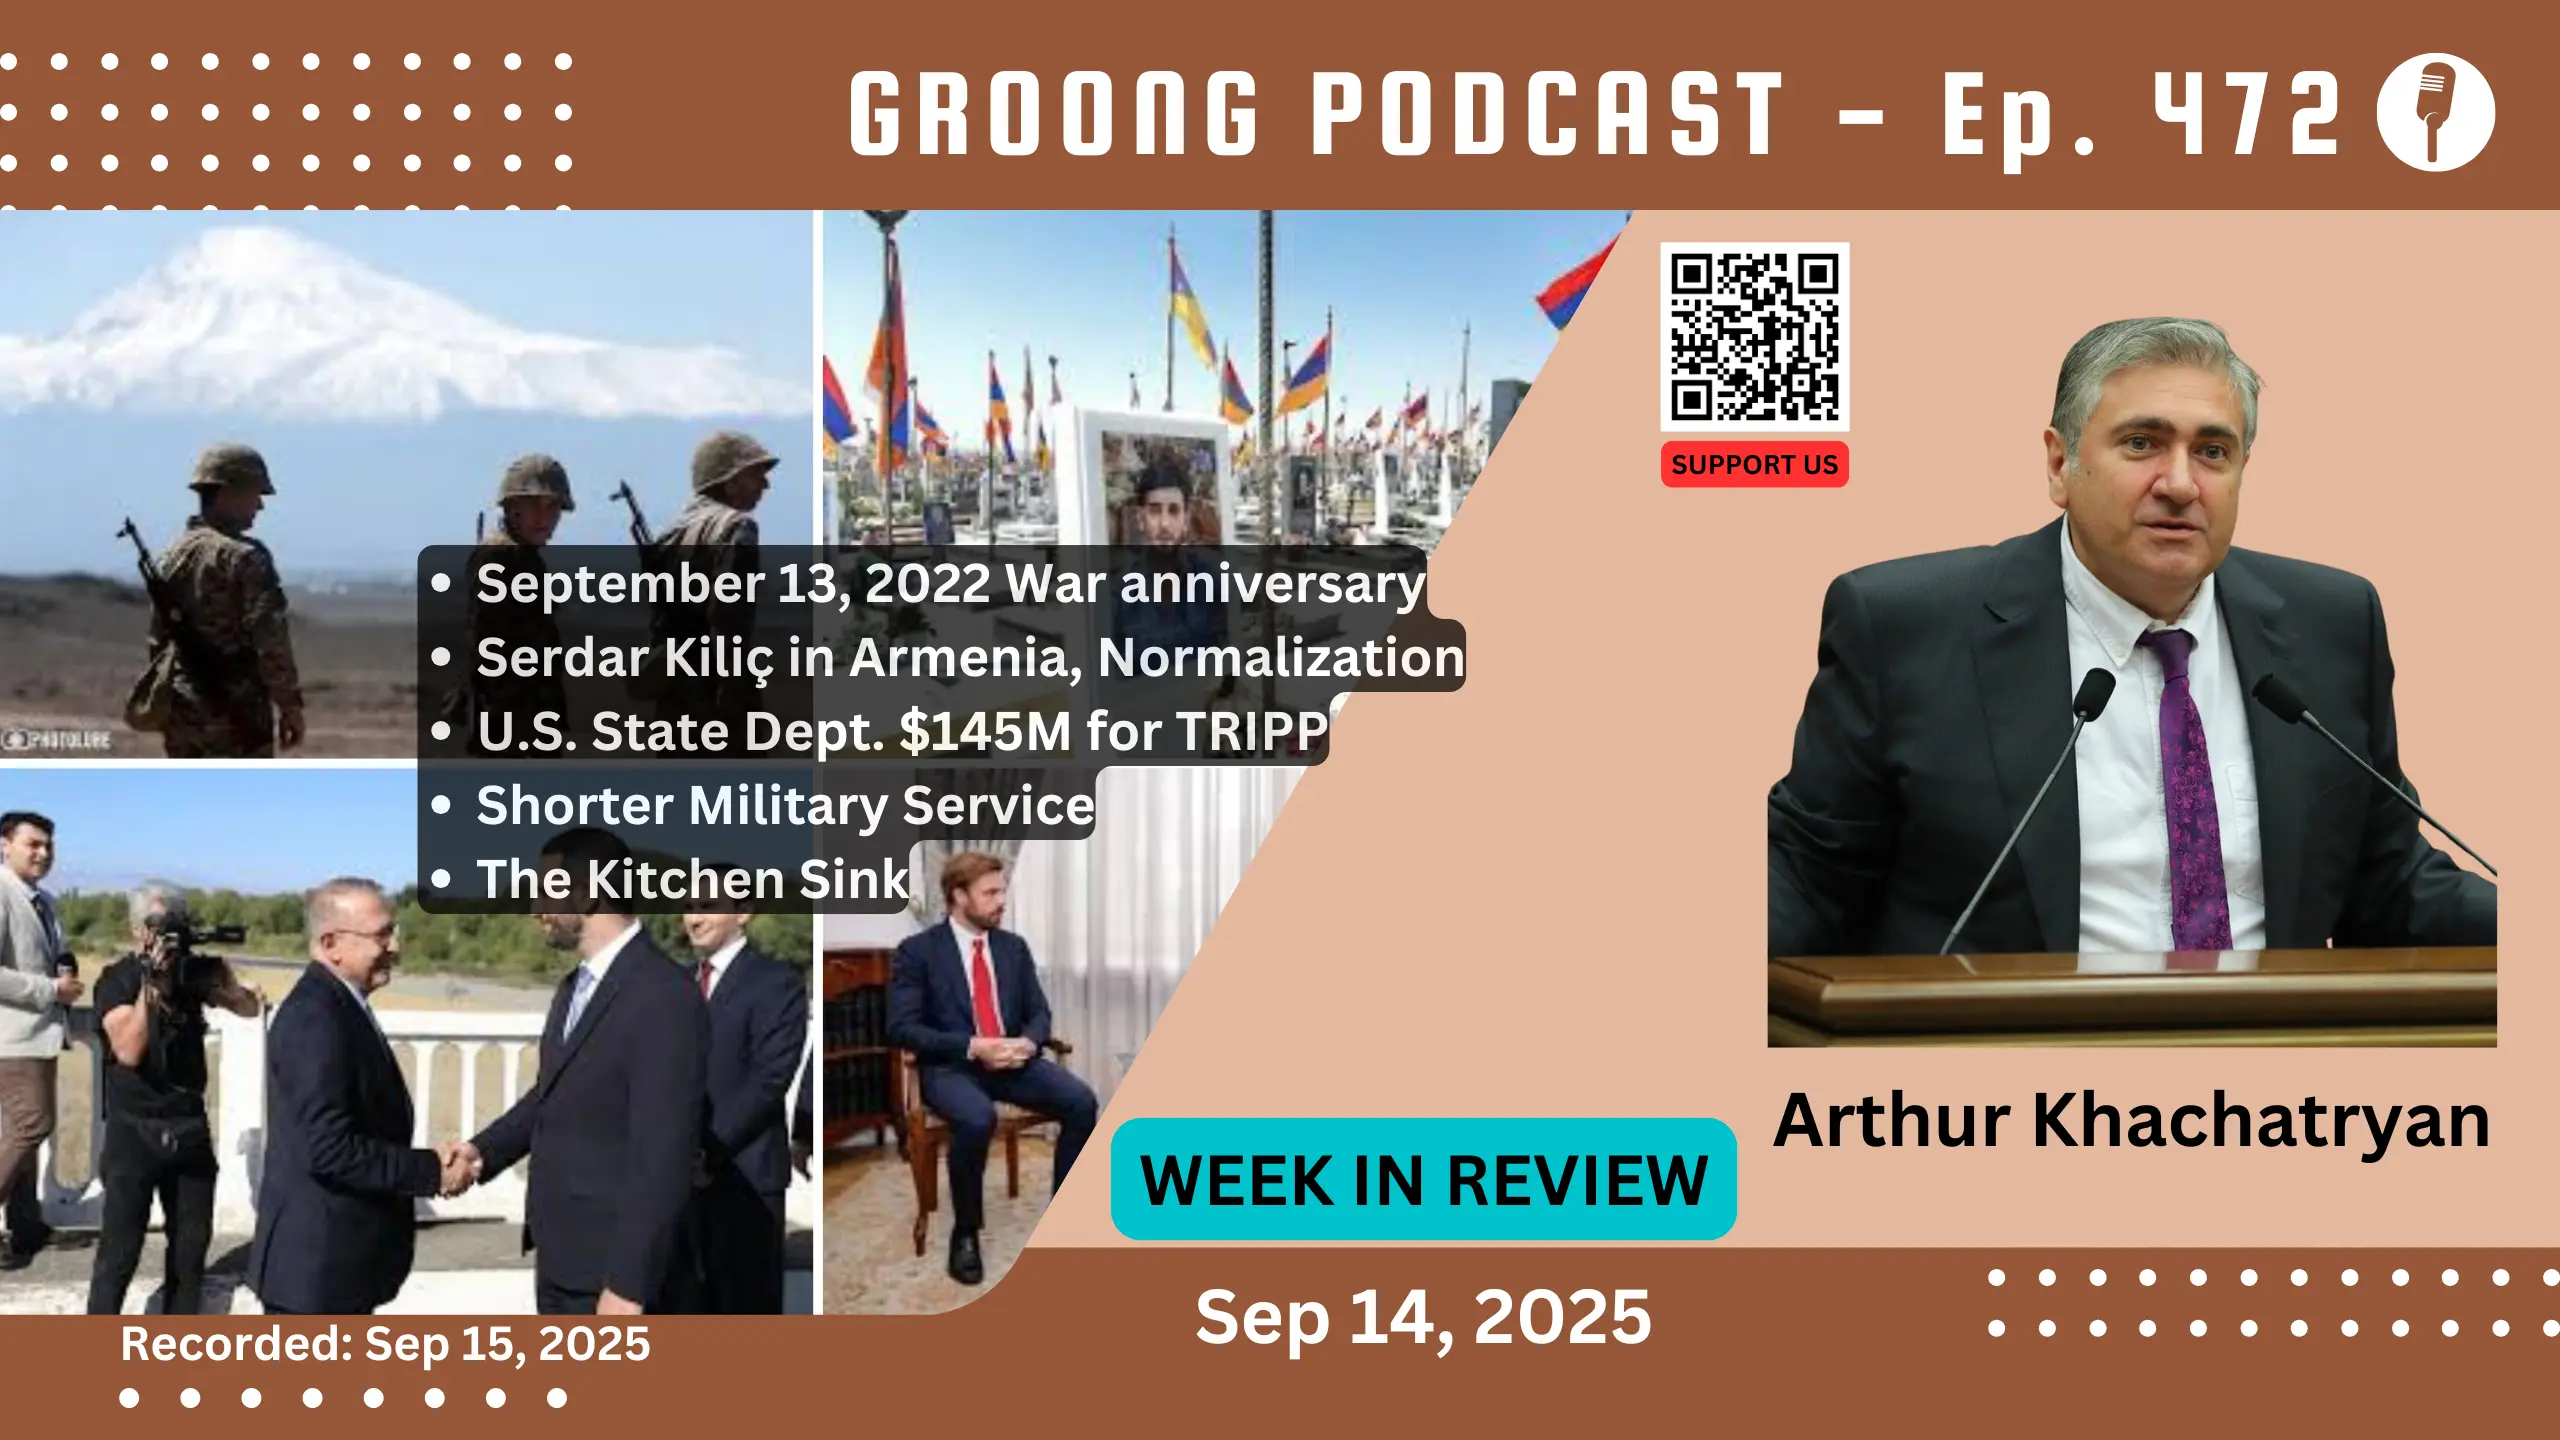 GROONG PODCAST - Ep. 472
SUPPORT US
• September 13, 2022 War anniversary
• Serdar Kiliç in Armenia, Normalization
• U.S. State Dept. $145M for TRIPP
• Shorter Military Service
• The Kitchen Sink
PHOTOLURE
Arthur Khachatryan
WEEK IN REVIEW
Sep 14, 2025
Recorded: Sep 15, 2025